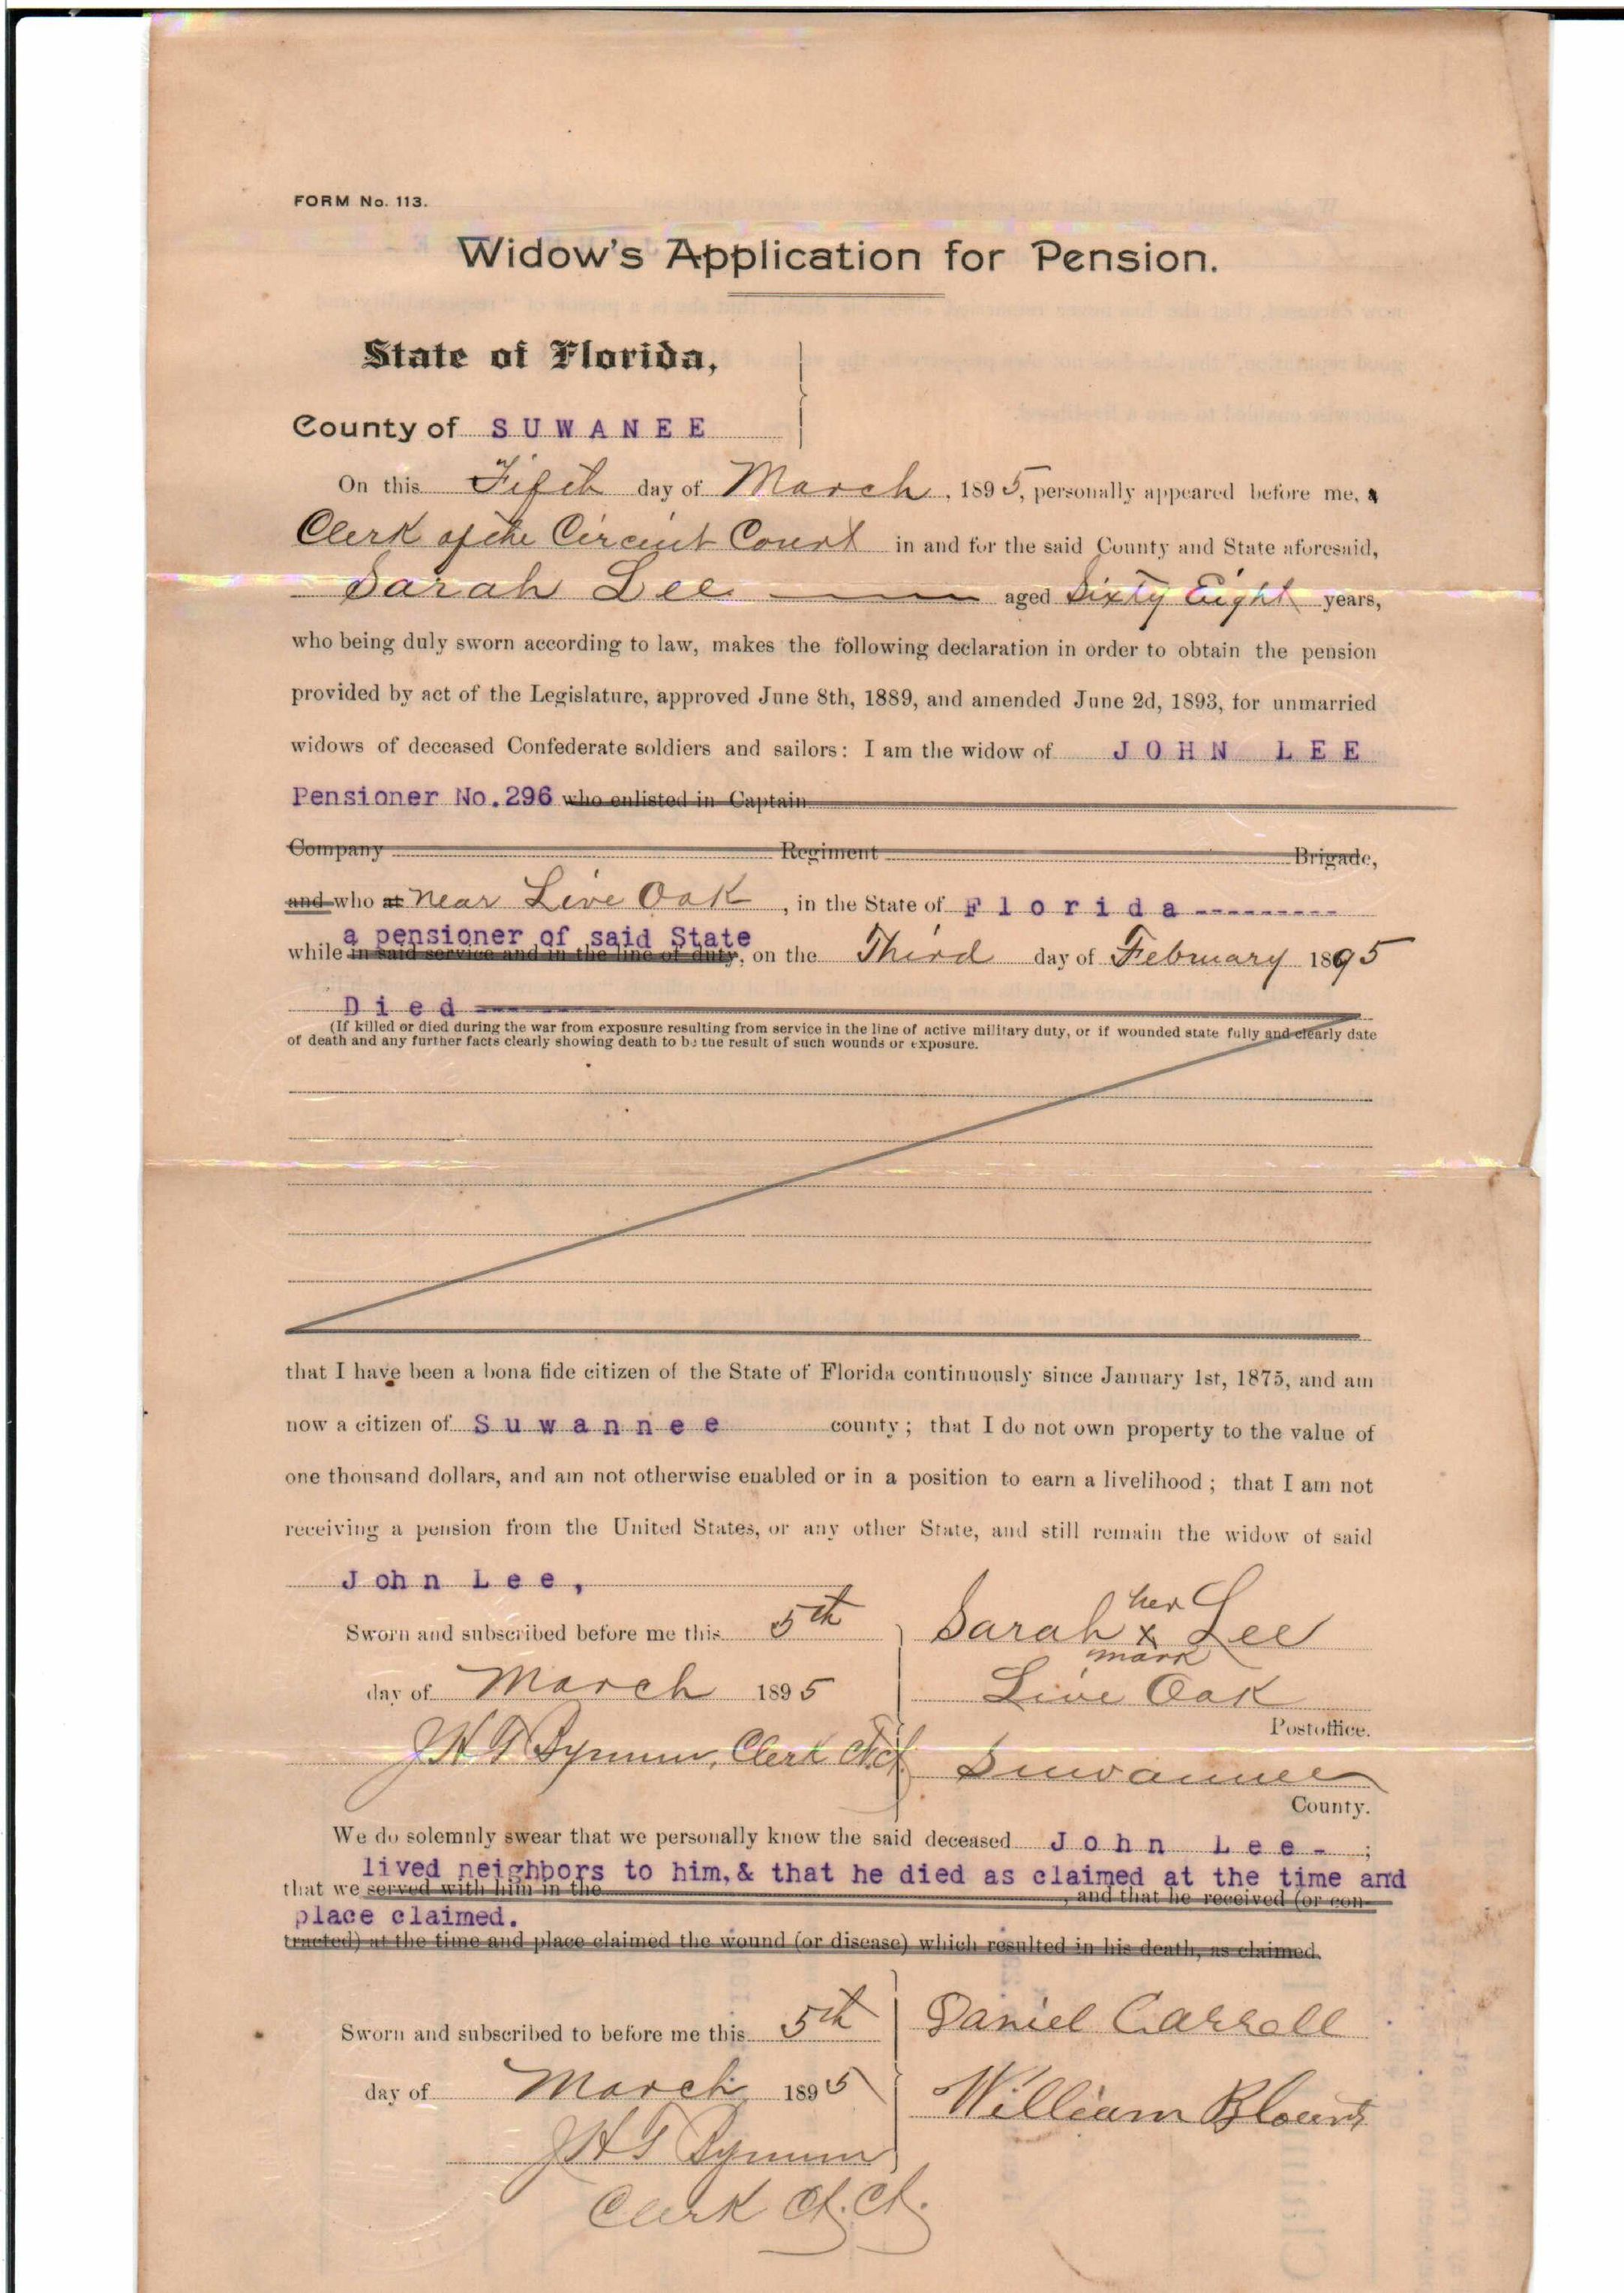 FORM No. 113.
Widow's Application for Pension.
State of Florida,
County of SUWANEE
On this Fifth day of March, 1895, personally appeared before me, a
Clerk of the Circuit Court in and for the said County and State aforesaid,
Sarah Lee aged Sixty Eight years,
who being duly sworn according to law, makes the following declaration in order to obtain the pension
provided by act of the Legislature, approved June 8th, 1889, and amended June 2d, 1893, for unmarried
widows of deceased Confederate soldiers and sailors: I am the widow of JOHN LEE
Pensioner No.296 who enlisted in Captain
Company Regiment Brigade,
and who at near Live Oak, in the State of Florida---------
a pensioner of said State
while in said service and in the line of duty, on the Third day of February 1895
Died
(If killed or died during the war from exposure resulting from service in the line of active military duty, or if wounded state fully and clearly date
of death and any further facts clearly showing death to be the result of such wounds or exposure.
that I have been a bona fide citizen of the State of Florida continuously since January 1st, 1875, and am
now a citizen of Suwannee county; that I do not own property to the value of
one thousand dollars, and am not otherwise enabled or in a position to earn a livelihood; that I am not
receiving a pension from the United States, or any other State, and still remain the widow of said
John Lee,
Sworn and subscribed before me this 5th
day of March 1895
Clerk Ct. Ct.
her
Sarah x Lee
mark
Live Oak
Postoffice.
Suwannee
County.
We do solemnly swear that we personally knew the said deceased John Lee-;
lived neighbors to him,& that he died as claimed at the time and
that we served with him in the , and that he received (or con-
place claimed.
tracted) at the time and place claimed the wound (or disease) which resulted in his death, as claimed.
Sworn and subscribed to before me this 5th
day of March 1895
Clerk Ct. Ct.
Daniel Carroll
William Blount